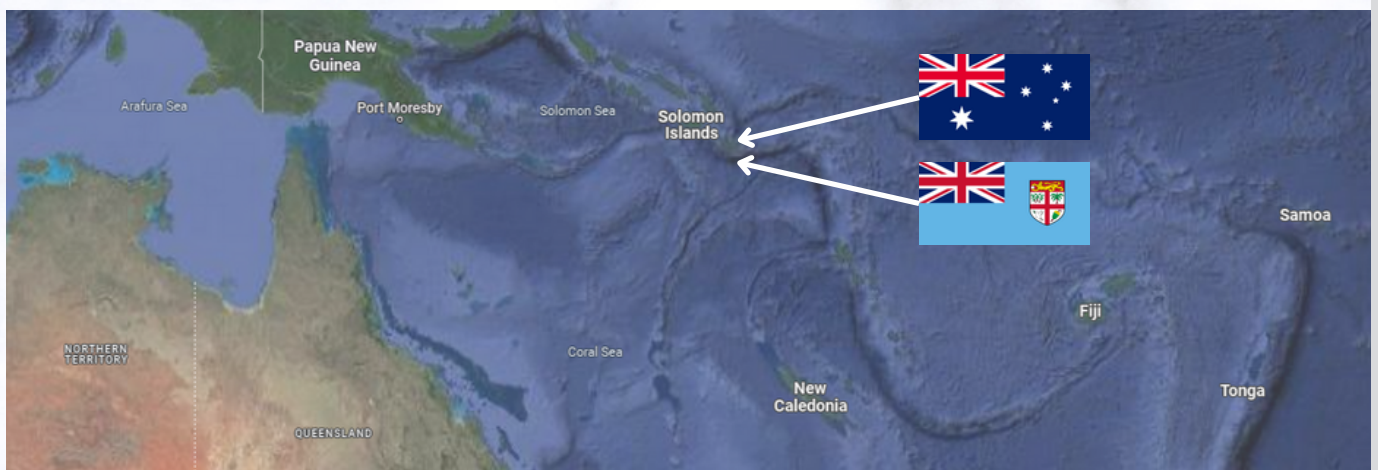 Papua New
Guinea
Arafura Sea
Port Moresby
Solomon Sea
Solomon
Islands
Samoa
Fiji
NORTHERN
TERRITORY
Coral Sea
New
Caledonia
Tonga
QUEENSLAND